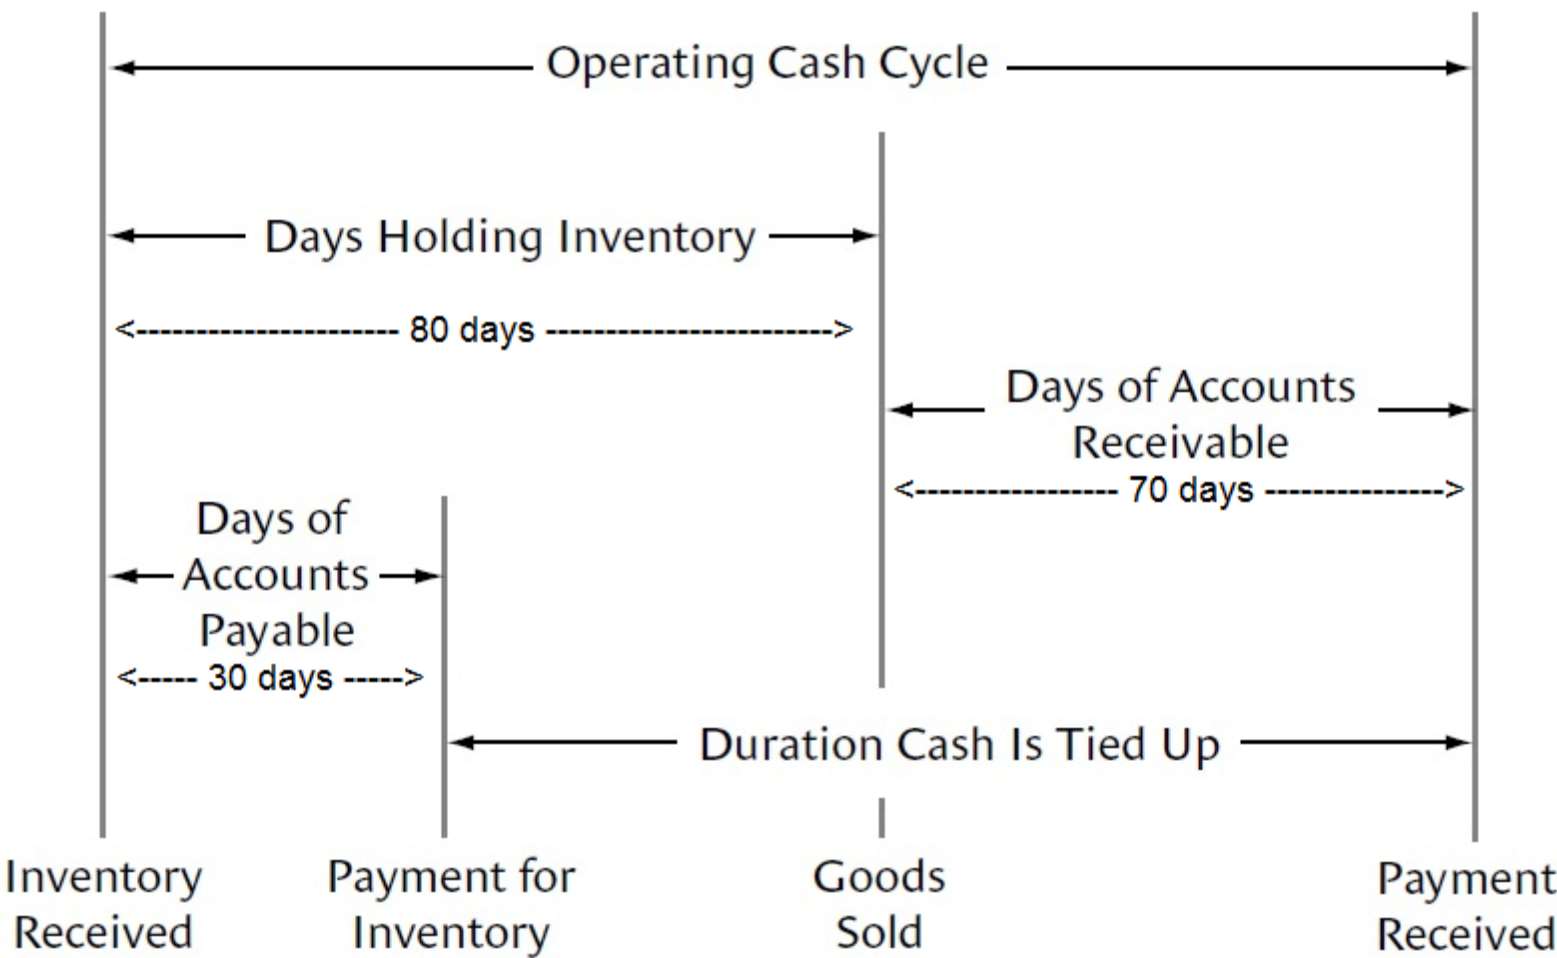 Operating Cash Cycle
Days Holding Inventory
<---------------------- 80 days ------------------------>
Days of Accounts
Receivable
<----------------- 70 days --------------->
Days of
Accounts
Payable
<----- 30 days ----->
Duration Cash Is Tied Up
Inventory
Received
Payment for
Inventory
Goods
Sold
Payment
Received